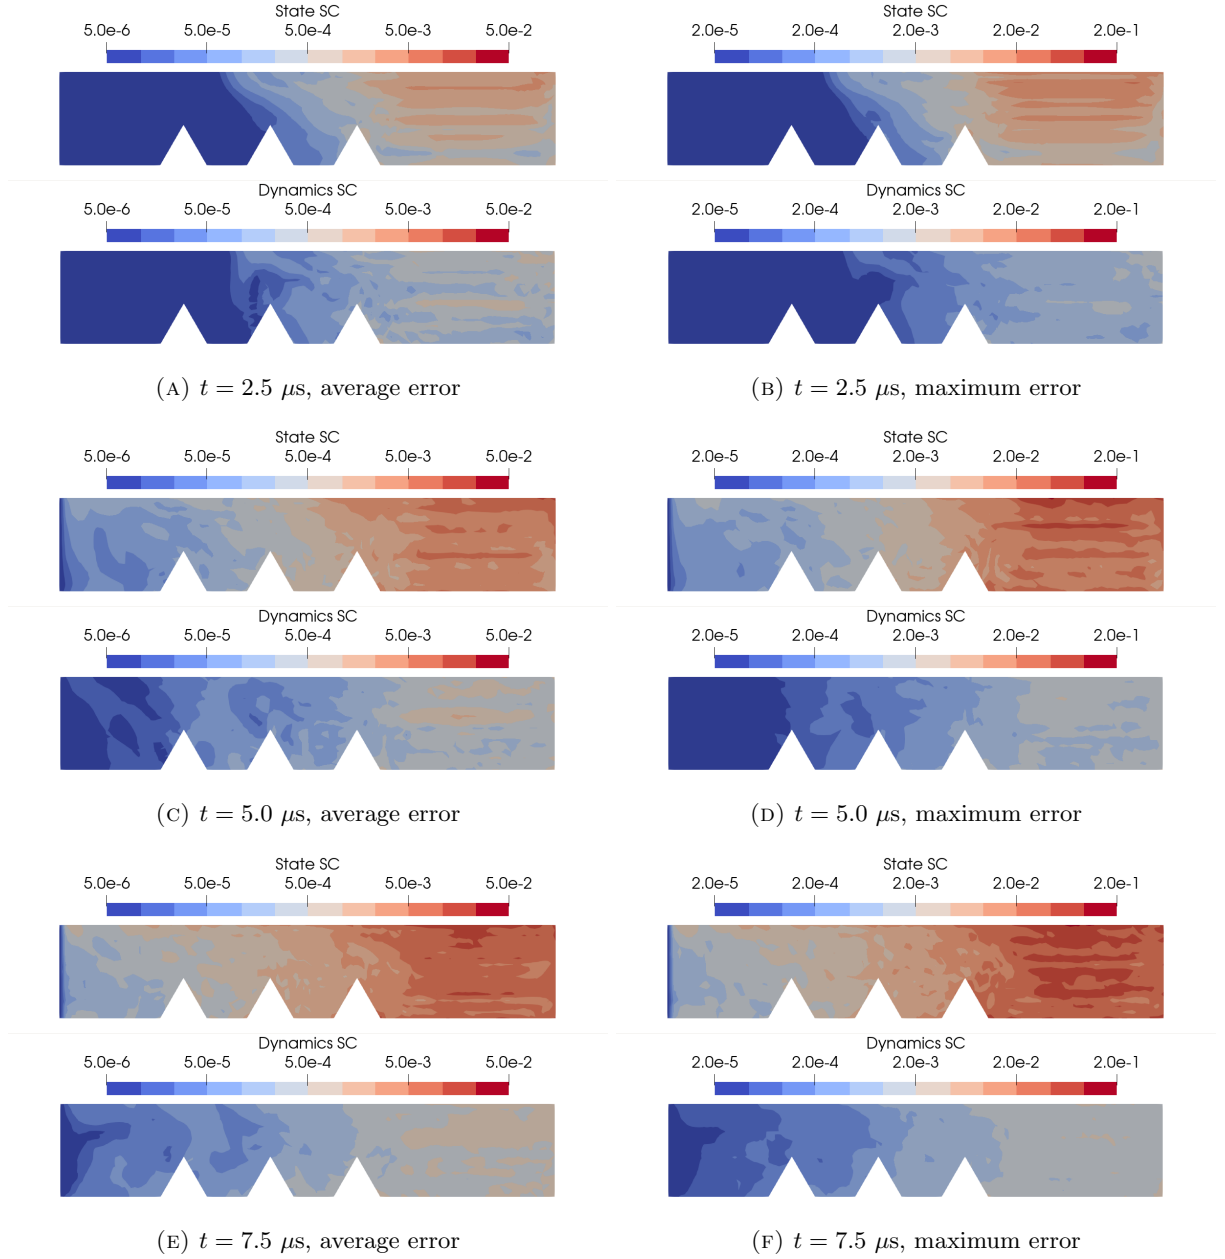 State SC
5.0e-6 5.0e-5 5.0e-4 5.0e-3 5.0e-2
Dynamics SC
5.0e-6 5.0e-5 5.0e-4 5.0e-3 5.0e-2
(A) t = 2.5 μs, average error
State SC
2.0e-5 2.0e-4 2.0e-3 2.0e-2 2.0e-1
Dynamics SC
2.0e-5 2.0e-4 2.0e-3 2.0e-2 2.0e-1
(B) t = 2.5 μs, maximum error
State SC
5.0e-6 5.0e-5 5.0e-4 5.0e-3 5.0e-2
Dynamics SC
5.0e-6 5.0e-5 5.0e-4 5.0e-3 5.0e-2
(C) t = 5.0 μs, average error
State SC
2.0e-5 2.0e-4 2.0e-3 2.0e-2 2.0e-1
Dynamics SC
2.0e-5 2.0e-4 2.0e-3 2.0e-2 2.0e-1
(D) t = 5.0 μs, maximum error
State SC
5.0e-6 5.0e-5 5.0e-4 5.0e-3 5.0e-2
Dynamics SC
5.0e-6 5.0e-5 5.0e-4 5.0e-3 5.0e-2
(E) t = 7.5 μs, average error
State SC
2.0e-5 2.0e-4 2.0e-3 2.0e-2 2.0e-1
Dynamics SC
2.0e-5 2.0e-4 2.0e-3 2.0e-2 2.0e-1
(F) t = 7.5 μs, maximum error